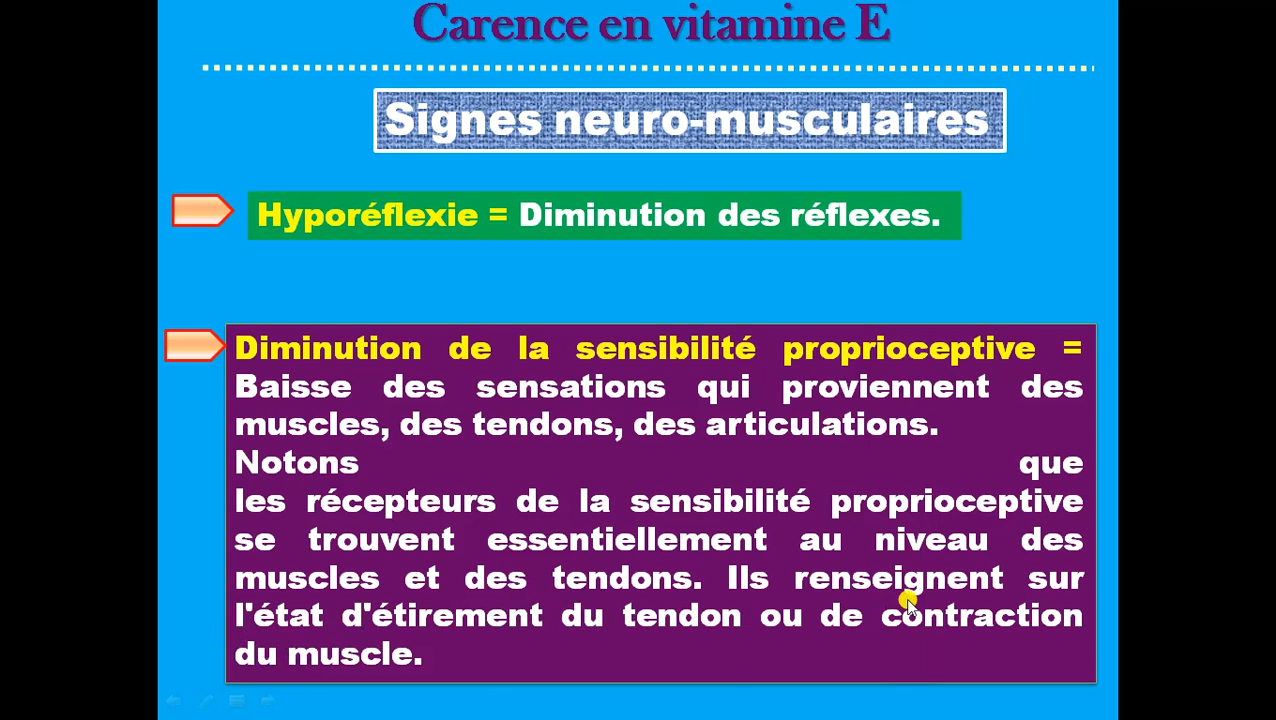 Carence en vitamine E
Signes neuro-musculaires
Hyporéflexie = Diminution des réflexes.
Diminution de la sensibilité proprioceptive =
Baisse des sensations qui proviennent des
muscles, des tendons, des articulations.
Notons que
les récepteurs de la sensibilité proprioceptive
se trouvent essentiellement au niveau des
muscles et des tendons. Ils renseignent sur
l'état d'étirement du tendon ou de contraction
du muscle.